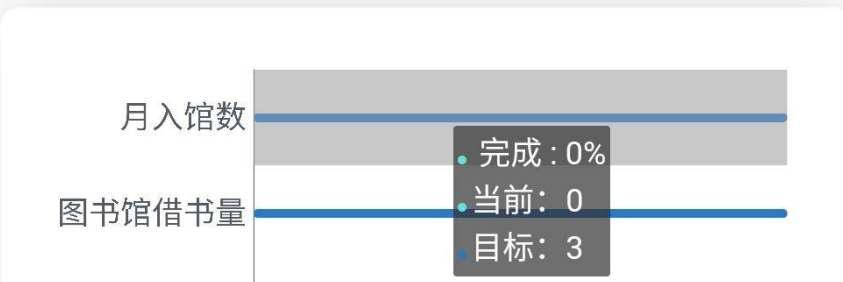 月入馆数
完成 : 0%
当前：0
图书馆借书量
目标：3